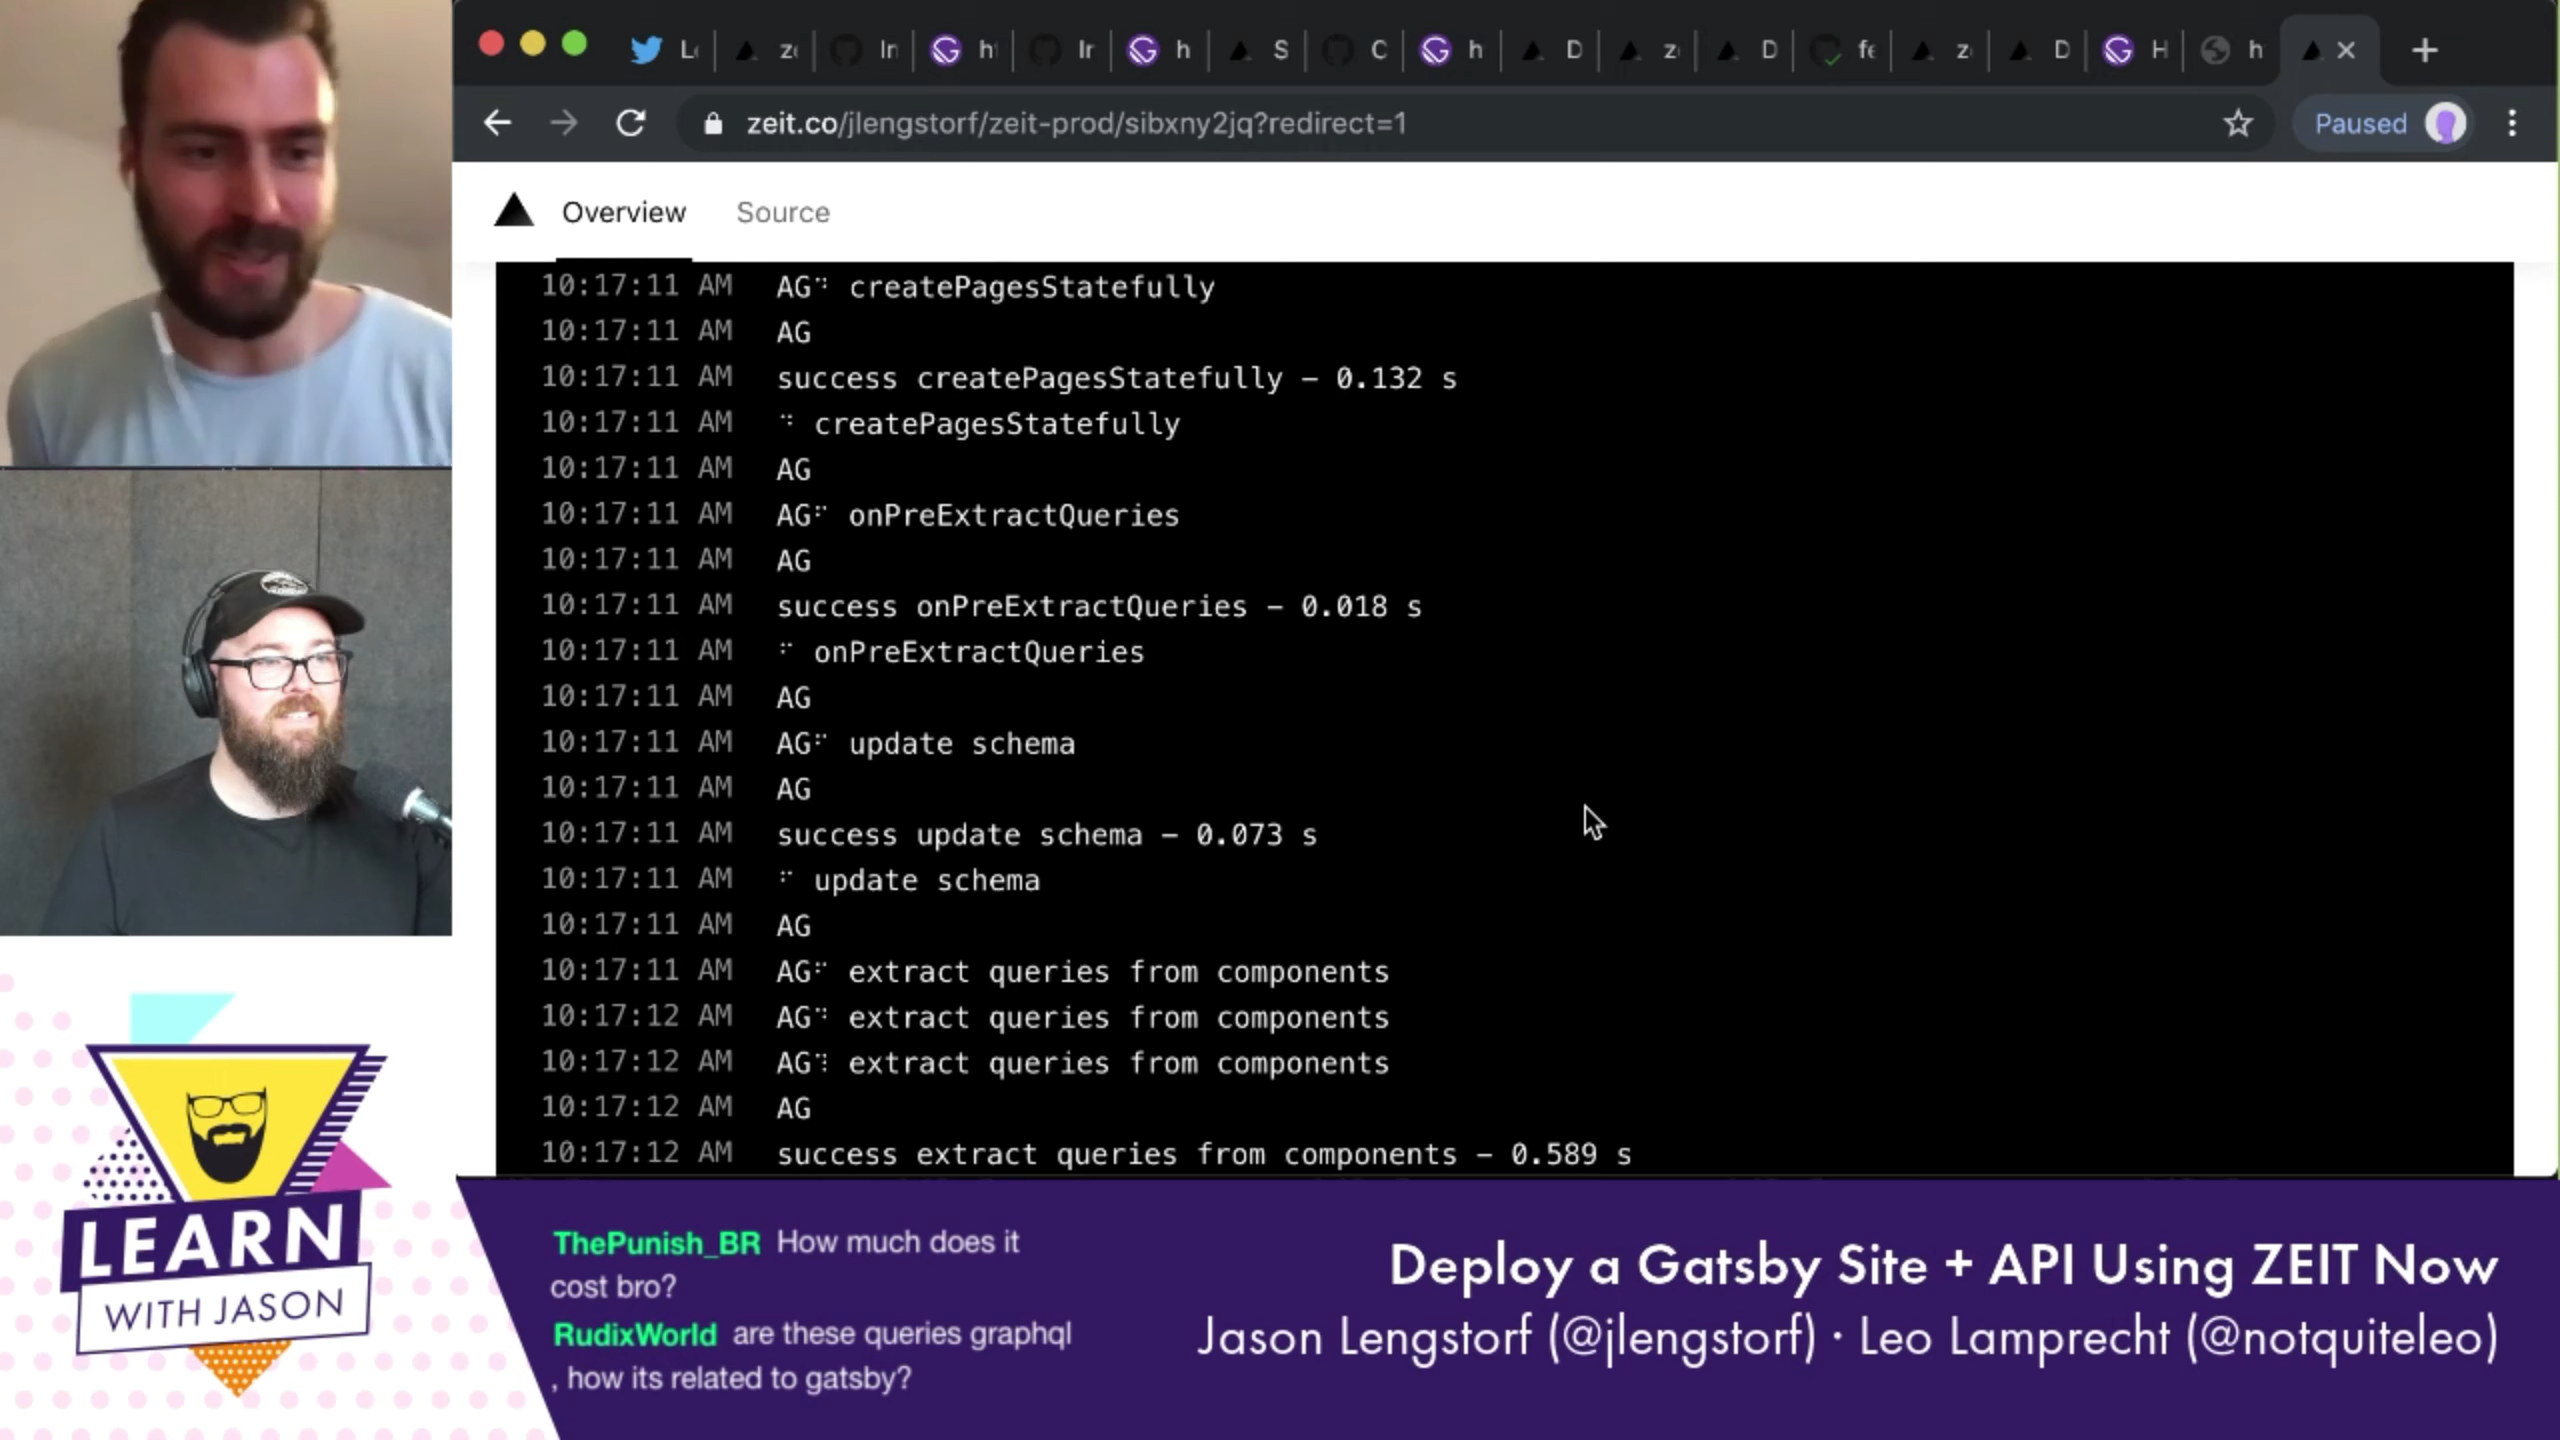 L
z
In
h
Ir
h
S
C
h
D
z
D
fe
z
D
H
h
zeit.co/jlengstorf/zeit-prod/sibxny2jq?redirect=1
Paused
Overview
Source
10:17:11 AM AG⠙ createPagesStatefully
10:17:11 AM AG
10:17:11 AM success createPagesStatefully — 0.132 s
10:17:11 AM ⠙ createPagesStatefully
10:17:11 AM AG
10:17:11 AM AG⠋ onPreExtractQueries
10:17:11 AM AG
10:17:11 AM success onPreExtractQueries — 0.018 s
10:17:11 AM ⠋ onPreExtractQueries
10:17:11 AM AG
10:17:11 AM AG⠋ update schema
10:17:11 AM AG
10:17:11 AM success update schema — 0.073 s
10:17:11 AM ⠋ update schema
10:17:11 AM AG
10:17:11 AM AG⠋ extract queries from components
10:17:12 AM AG⠙ extract queries from components
10:17:12 AM AG⠹ extract queries from components
10:17:12 AM AG
10:17:12 AM success extract queries from components — 0.589 s
LEARN
WITH JASON
ThePunish_BR How much does it
cost bro?
RudixWorld are these queries graphql
, how its related to gatsby?
Deploy a Gatsby Site + API Using ZEIT Now
Jason Lengstorf (@jlengstorf) · Leo Lamprecht (@notquiteleo)